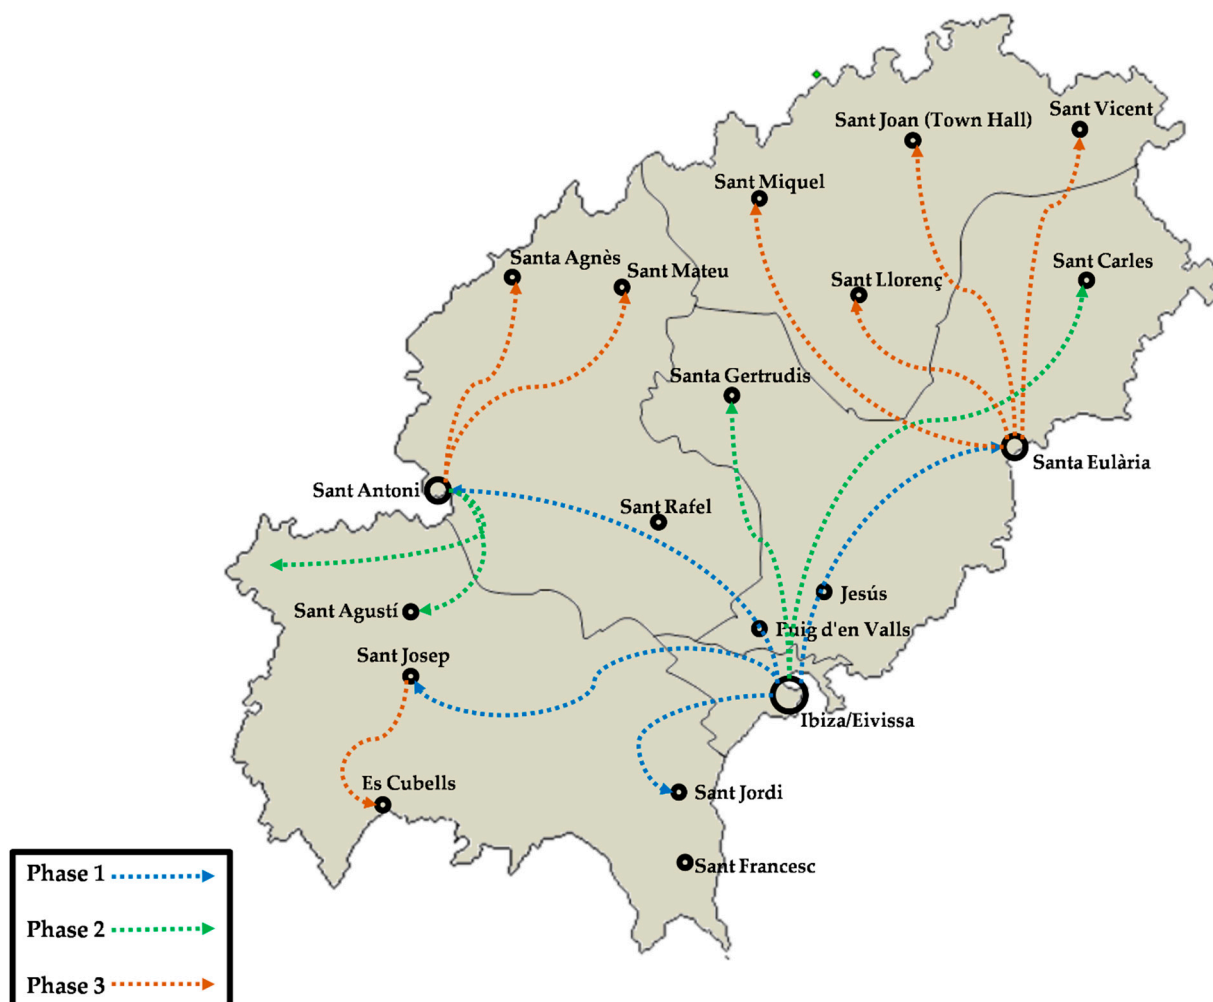 Sant Vicent
Sant Joan (Town Hall)
Sant Miquel
Santa Agnès
Sant Mateu
Sant Llorenç
Sant Carles
Santa Gertrudis
Santa Eulària
Sant Antoni
Sant Rafel
Jesús
Sant Agustí
Puig d'en Valls
Sant Josep
Ibiza/Eivissa
Es Cubells
Sant Jordi
Sant Francesc
Phase 1
Phase 2
Phase 3